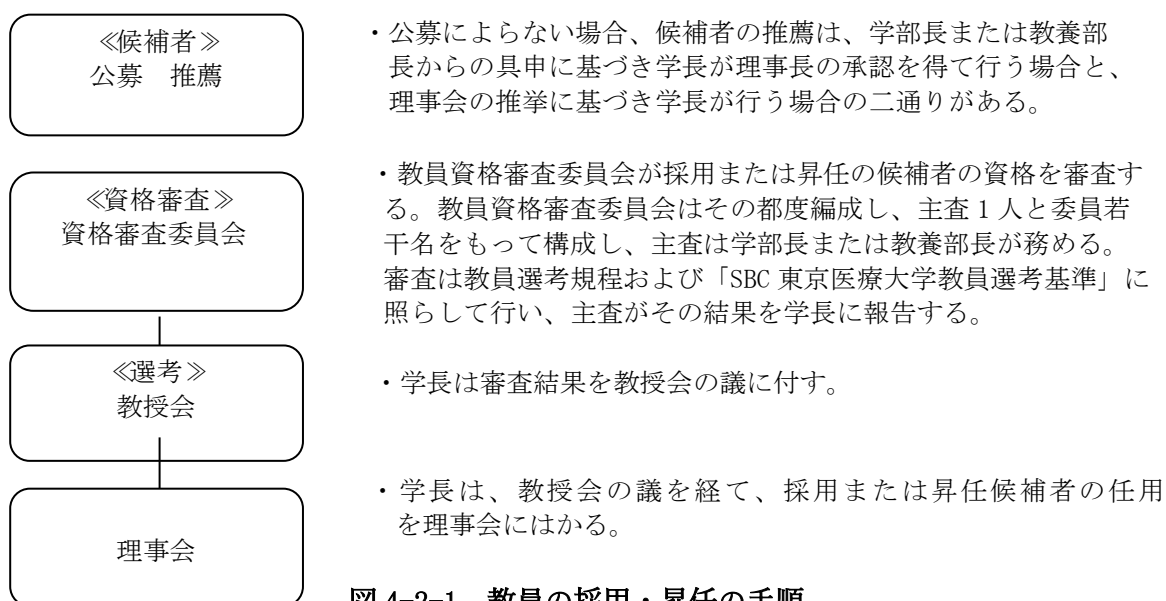 ≪候補者≫
公募　推薦
・公募によらない場合、候補者の推薦は、学部長または教養部
長からの具申に基づき学長が理事長の承認を得て行う場合と、
理事会の推挙に基づき学長が行う場合の二通りがある。
≪資格審査≫
資格審査委員会
・教員資格審査委員会が採用または昇任の候補者の資格を審査す
る。教員資格審査委員会はその都度編成し、主査 1 人と委員若
干名をもって構成し、主査は学部長または教養部長が務める。
審査は教員選考規程および「SBC 東京医療大学教員選考基準」に
照らして行い、主査がその結果を学長に報告する。
≪選考≫
教授会
・学長は審査結果を教授会の議に付す。
理事会
・学長は、教授会の議を経て、採用または昇任候補者の任用
を理事会にはかる。
図 4-2-1　教員の採用・昇任の手順